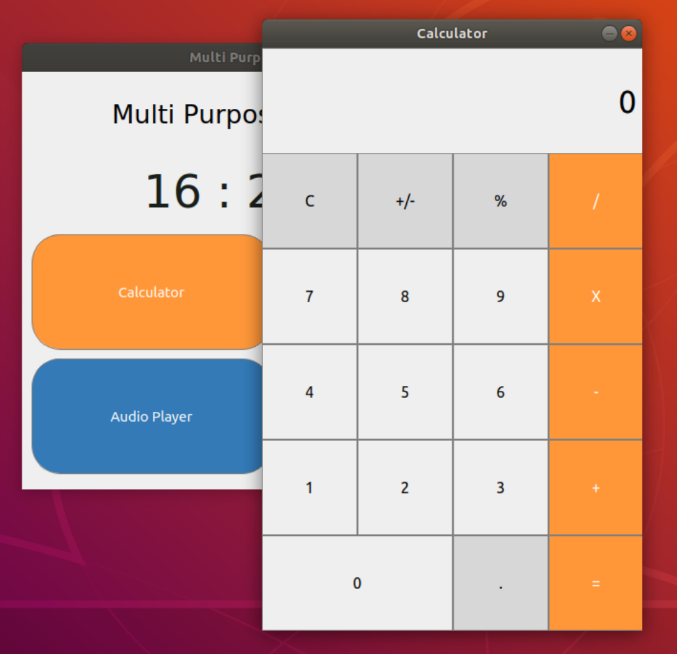 Multi Purp
Multi Purpos
16 : 2
Calculator
Audio Player
Calculator
0
C +/- % /
7 8 9 X
4 5 6 -
1 2 3 +
0 . =